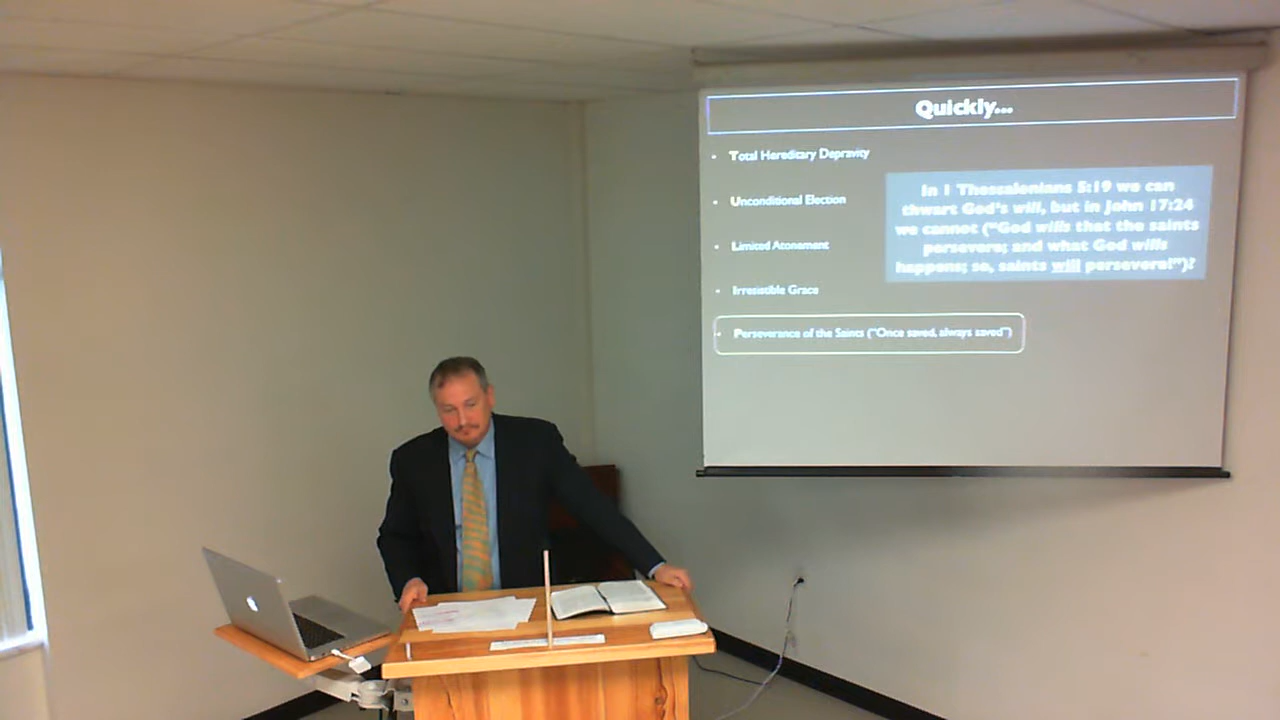 Quickly...
• Total Hereditary Depravity
• Unconditional Election
• Limited Atonement
• Irresistible Grace
• Perseverance of the Saints ("Once saved, always saved")
In 1 Thessalonians 5:19 we can
thwart God's will, but in John 17:24
we cannot ("God wills that the saints
persevere; and what God wills
happens; so, saints will persevere!")?